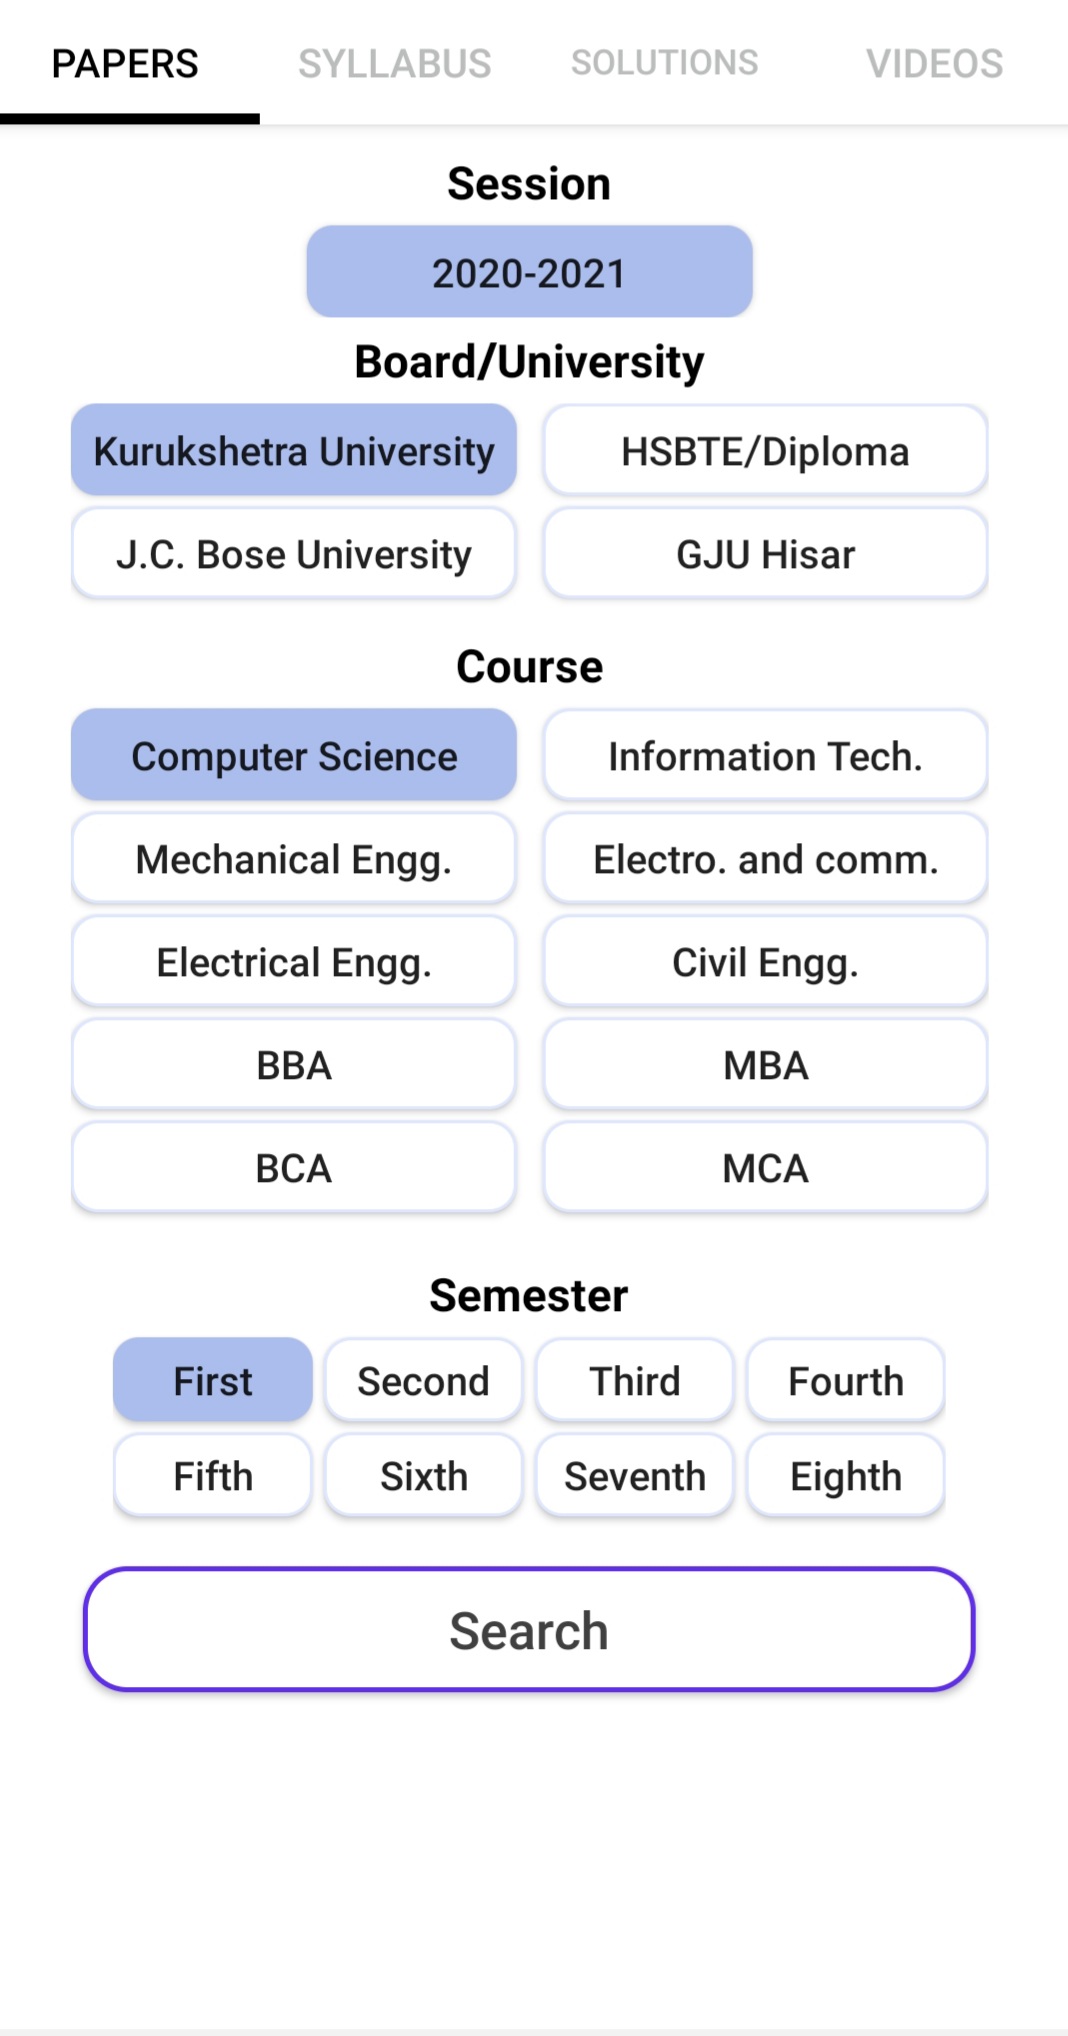 PAPERS SYLLABUS SOLUTIONS VIDEOS
Session
2020-2021
Board/University
Kurukshetra University HSBTE/Diploma
J.C. Bose University GJU Hisar
Course
Computer Science Information Tech.
Mechanical Engg. Electro. and comm.
Electrical Engg. Civil Engg.
BBA MBA
BCA MCA
Semester
First Second Third Fourth
Fifth Sixth Seventh Eighth
Search